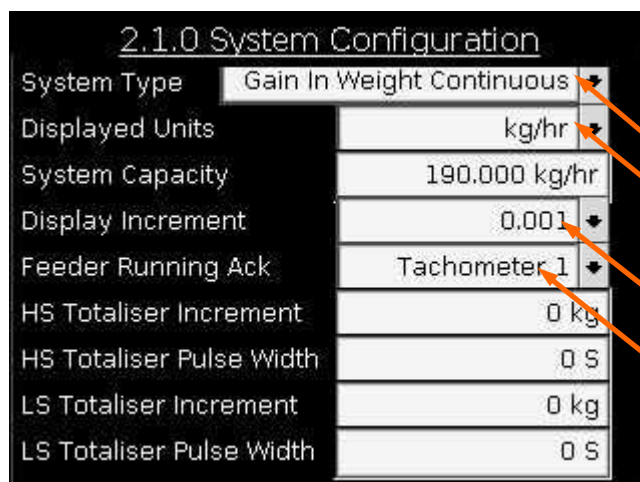 2.1.0 System Configuration
System Type Gain In Weight Continuous
Displayed Units kg/hr
System Capacity 190.000 kg/hr
Display Increment 0.001
Feeder Running Ack Tachometer 1
HS Totaliser Increment 0 kg
HS Totaliser Pulse Width 0 S
LS Totaliser Increment 0 kg
LS Totaliser Pulse Width 0 S